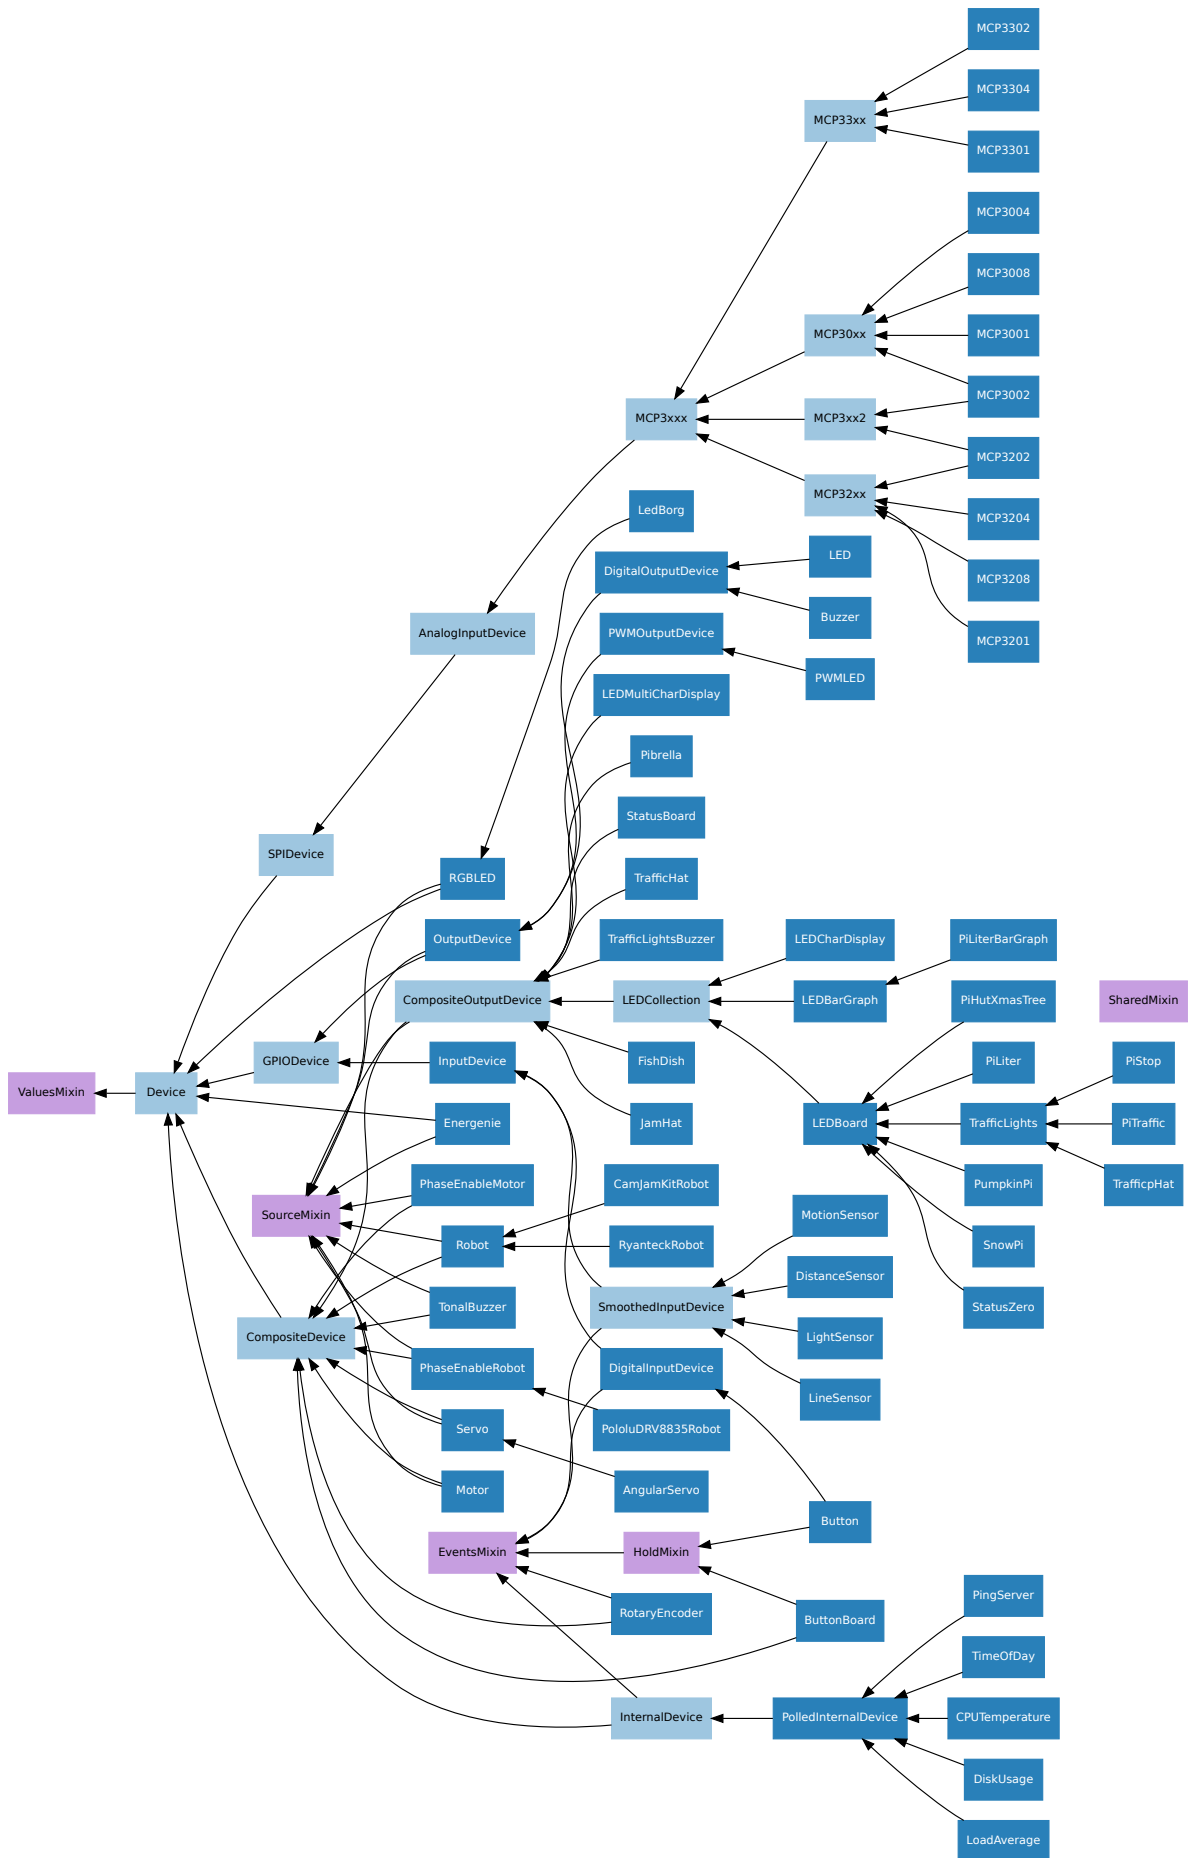 MCP3302
MCP3304
MCP33xx
MCP3301
MCP3004
MCP3008
MCP30xx
MCP3001
MCP3002
MCP3xxx
MCP3xx2
MCP3202
MCP32xx
LedBorg
MCP3204
LED
DigitalOutputDevice
MCP3208
Buzzer
PWMOutputDevice
AnalogInputDevice
MCP3201
PWMLED
LEDMultiCharDisplay
Pibrella
StatusBoard
SPIDevice
RGBLED
TrafficHat
OutputDevice
TrafficLightsBuzzer
LEDCharDisplay
PiLiterBarGraph
CompositeOutputDevice
LEDCollection
LEDBarGraph
PiHutXmasTree
SharedMixin
GPIODevice
InputDevice
FishDish
PiLiter
PiStop
ValuesMixin
Device
Energenie
JamHat
LEDBoard
TrafficLights
PiTraffic
PhaseEnableMotor
CamJamKitRobot
PumpkinPi
TrafficpHat
SourceMixin
MotionSensor
Robot
RyanteckRobot
SnowPi
DistanceSensor
TonalBuzzer
SmoothedInputDevice
StatusZero
CompositeDevice
LightSensor
PhaseEnableRobot
DigitalInputDevice
LineSensor
Servo
PololuDRV8835Robot
Motor
AngularServo
Button
EventsMixin
HoldMixin
PingServer
RotaryEncoder
ButtonBoard
TimeOfDay
InternalDevice
PolledInternalDevice
CPUTemperature
DiskUsage
LoadAverage